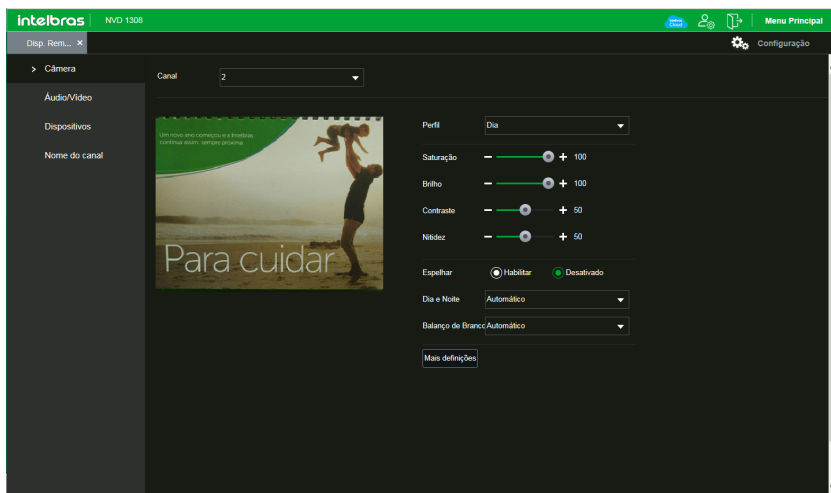 intelbras NVD 1308 Intelbras Cloud Menu Principal
Disp. Rem... × Configuração
> Câmera
Áudio/Vídeo
Dispositivos
Nome do canal
Canal 2
Um novo ano começou e a Intelbras
continua assim: sempre próxima.
Para cuidar
Perfil Dia
Saturação - + 100
Brilho - + 100
Contraste - + 50
Nitidez - + 50
Espelhar Habilitar Desativado
Dia e Noite Automático
Balanço de Branco Automático
Mais definições